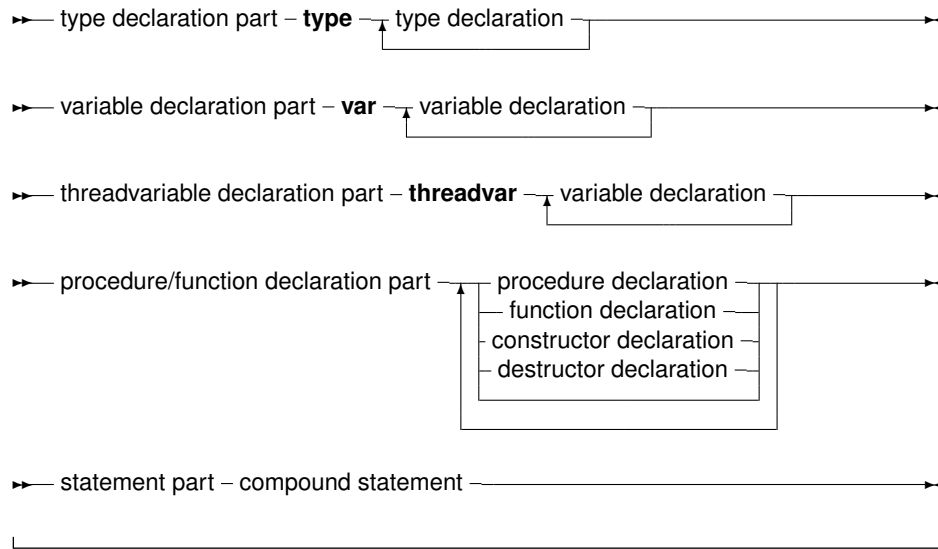 type declaration part – type type declaration
variable declaration part – var variable declaration
threadvariable declaration part – threadvar variable declaration
procedure/function declaration part procedure declaration
function declaration
constructor declaration
destructor declaration
statement part – compound statement